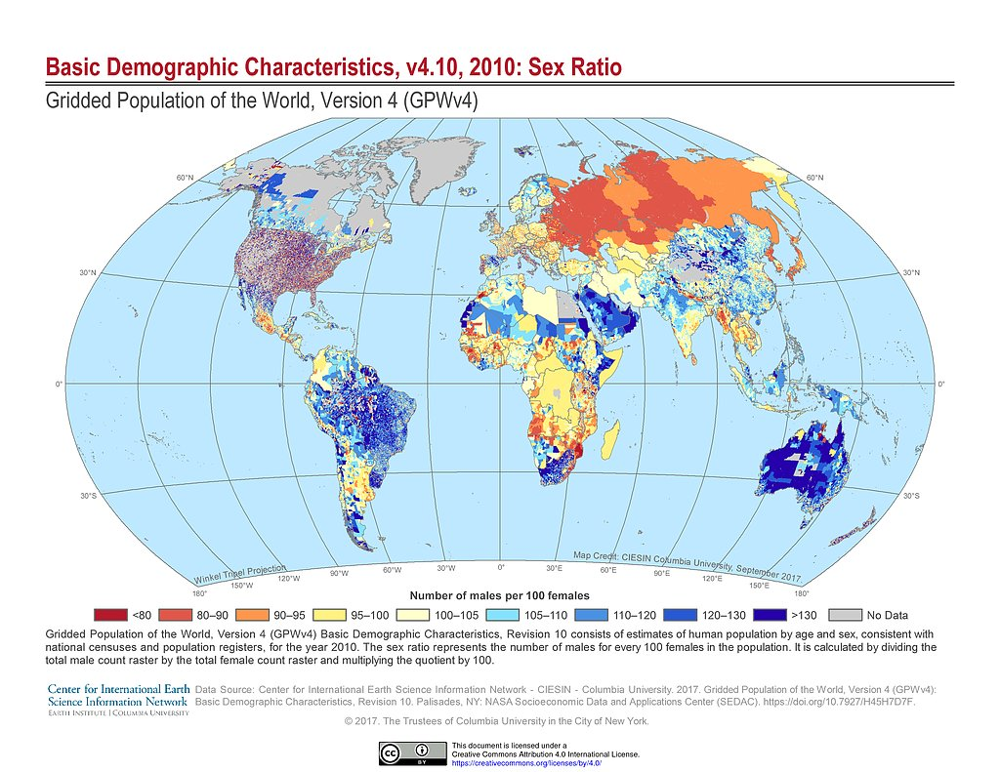 Basic Demographic Characteristics, v4.10, 2010: Sex Ratio
Gridded Population of the World, Version 4 (GPWv4)
60°N
60°N
30°N
30°N
0°
0°
30°S
30°S
Winkel Tripel Projection
Map Credit: CIESIN Columbia University, September 2017
180°
150°W
120°W
90°W
60°W
30°W
0°
30°E
60°E
90°E
120°E
150°E
180°
Number of males per 100 females
<80 80–90 90–95 95–100 100–105 105–110 110–120 120–130 >130 No Data
Gridded Population of the World, Version 4 (GPWv4) Basic Demographic Characteristics, Revision 10 consists of estimates of human population by age and sex, consistent with
national censuses and population registers, for the year 2010. The sex ratio represents the number of males for every 100 females in the population. It is calculated by dividing the
total male count raster by the total female count raster and multiplying the quotient by 100.
Center for International Earth
Science Information Network
EARTH INSTITUTE | COLUMBIA UNIVERSITY
Data Source: Center for International Earth Science Information Network - CIESIN - Columbia University. 2017. Gridded Population of the World, Version 4 (GPWv4):
Basic Demographic Characteristics, Revision 10. Palisades, NY: NASA Socioeconomic Data and Applications Center (SEDAC). https://doi.org/10.7927/H45H7D7F.
© 2017. The Trustees of Columbia University in the City of New York.
cc
BY
This document is licensed under a
Creative Commons Attribution 4.0 International License.
https://creativecommons.org/licenses/by/4.0/